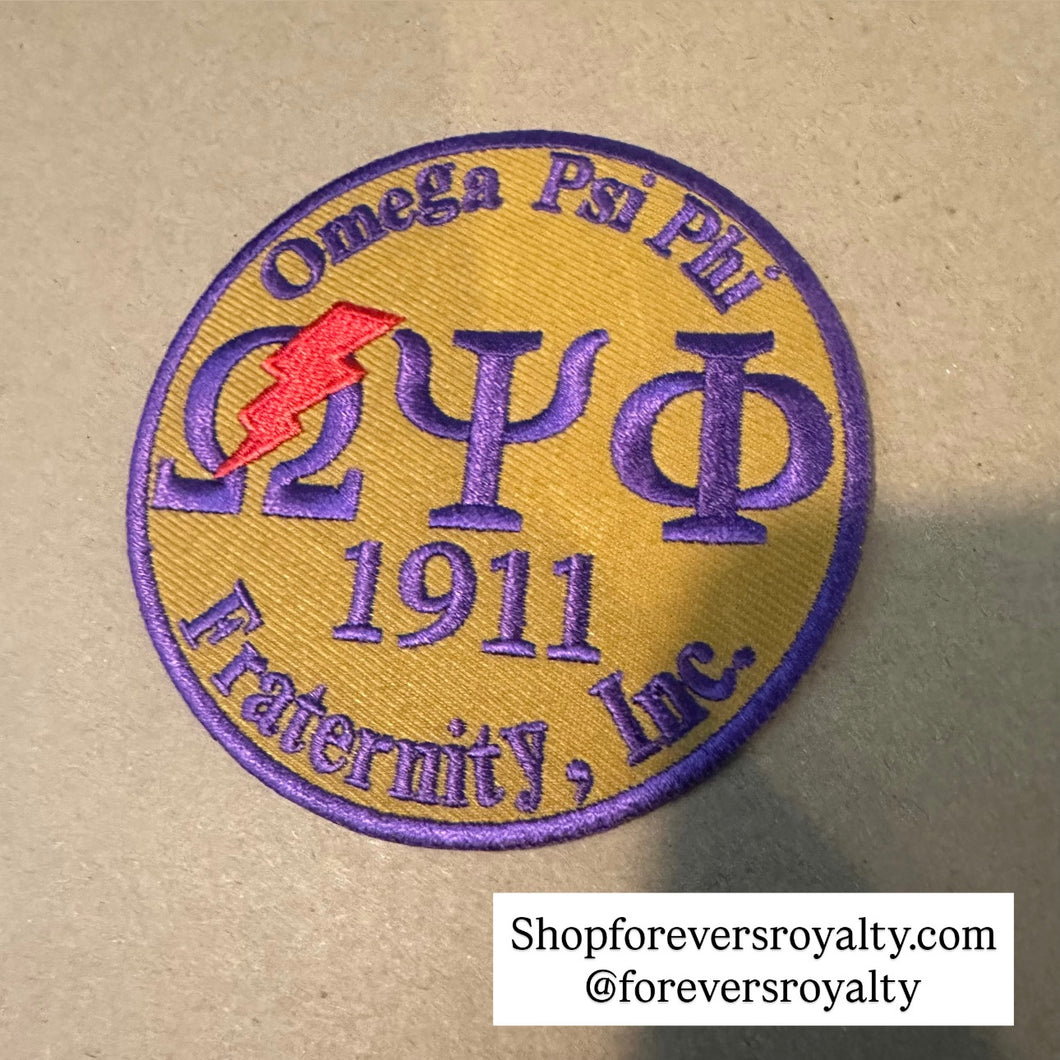 Omega Psi Phi
ΩΨΦ
1911
Fraternity, Inc.
Shopforeversroyalty.com
@foreversroyalty